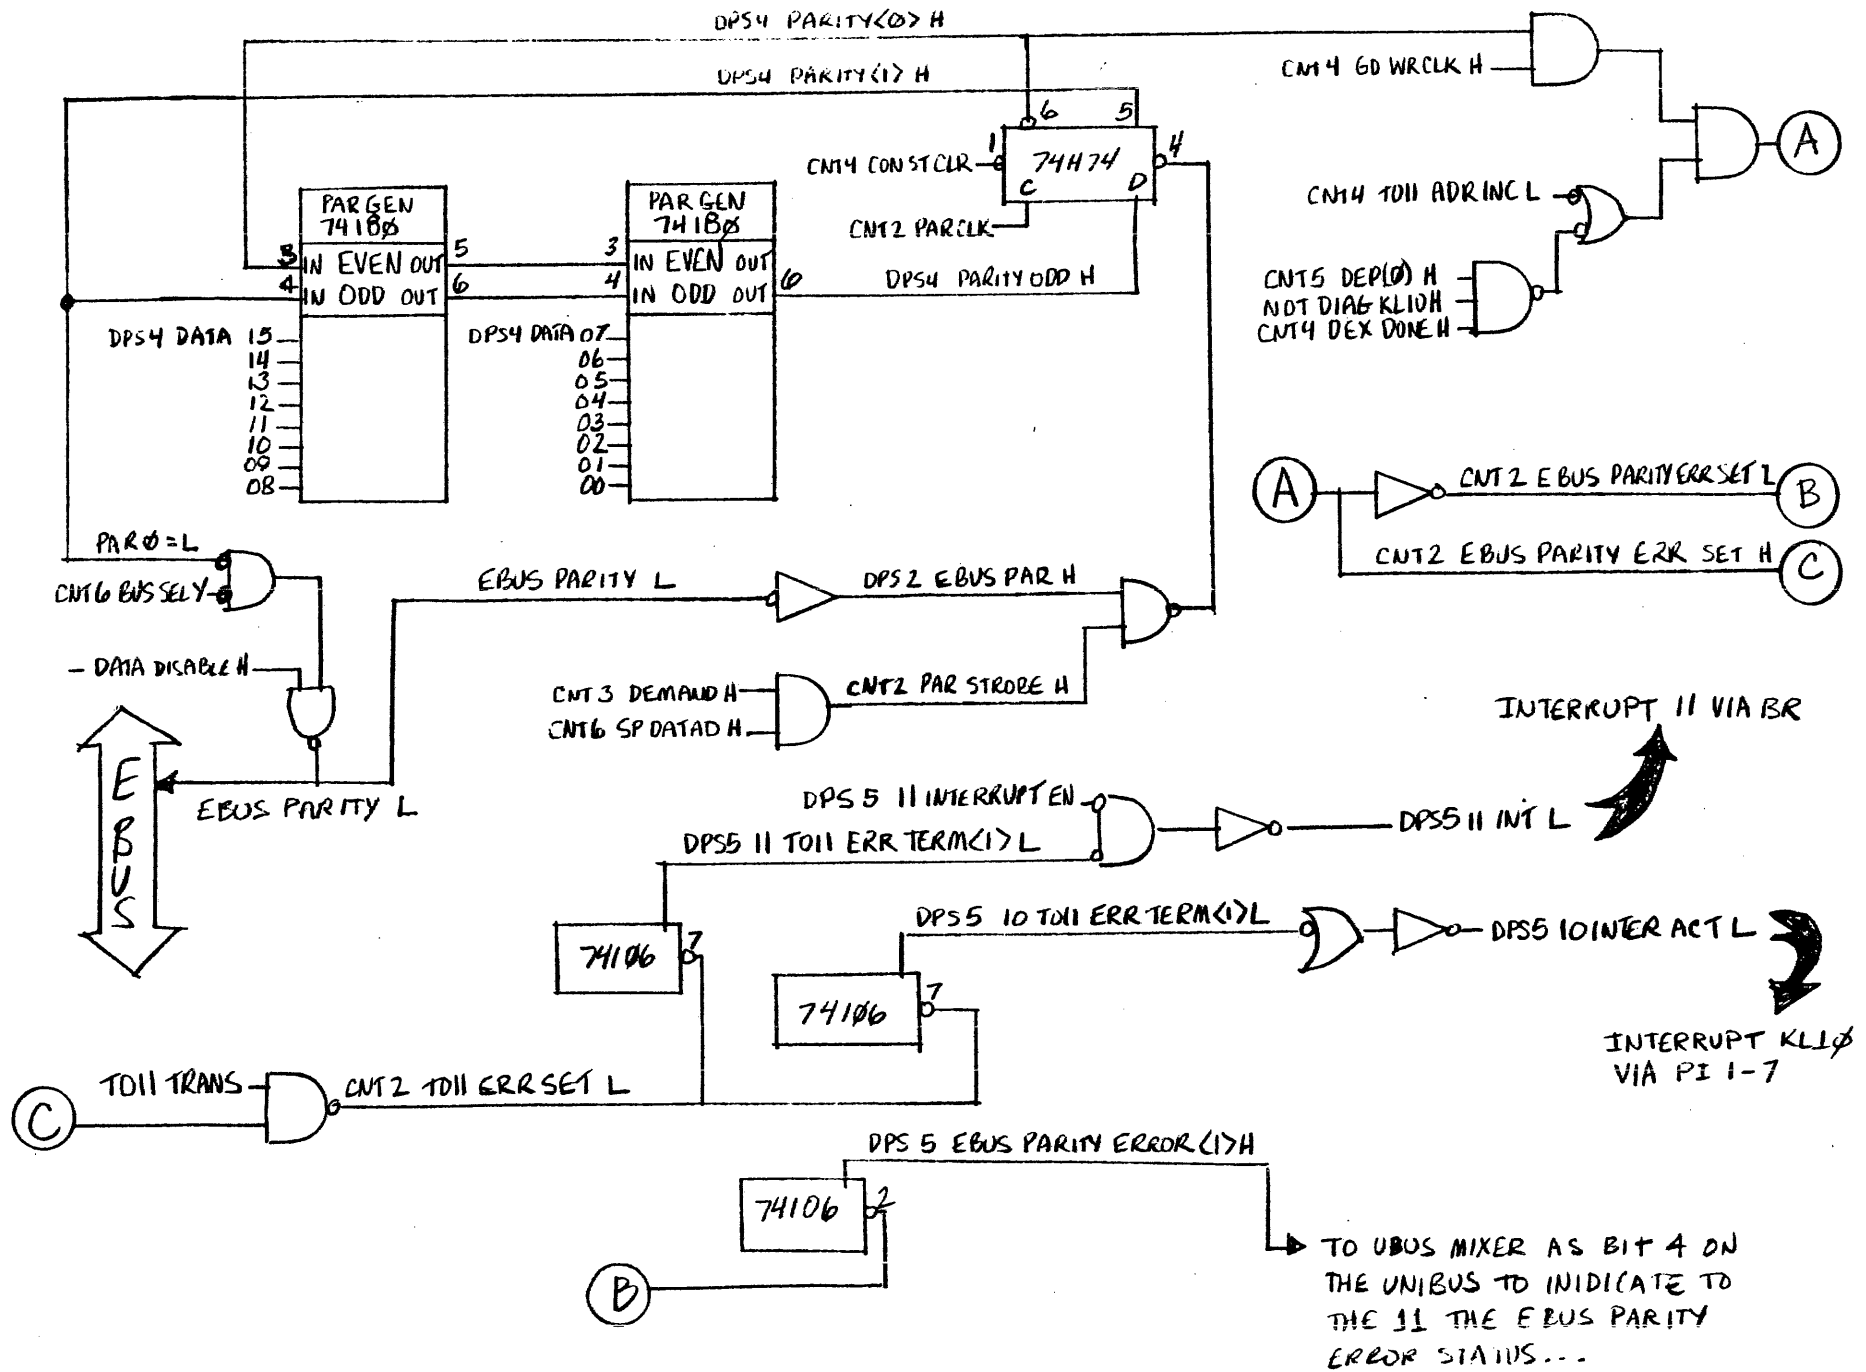 DPS4 PARITY<0> H
CNT4 GD WRCLK H
DPS4 PARITY<1> H
6
5
1
74H74
4
CNT4 CONSTCLR
C
D
CNT2 PARCLK
A
CNT4 TO11 ADRINC L
CNT5 DEP(0) H
NOT DIAG KL10H
CNT4 DEX DONE H
PAR GEN
74180
3
IN EVEN OUT
5
4
IN ODD OUT
6
PAR GEN
74180
3
IN EVEN OUT
4
IN ODD OUT
6
DPS4 PARITY ODD H
DPS4 DATA 15
14
13
12
11
10
09
08
DPS4 DATA 07
06
05
04
03
02
01
00
A
CNT2 EBUS PARITY ERR SET L
B
CNT2 EBUS PARITY ERR SET H
C
PAR0=L
CNT6 BUS SEL Y
EBUS PARITY L
DPS2 EBUS PAR H
- DATA DISABLE H
CNT3 DEMAND H
CNT6 SP DATAD H
CNT2 PAR STROBE H
EBUS
EBUS PARITY L
INTERRUPT 11 VIA BR
DPS5 11 INTERRUPT EN
DPS5 11 TO11 ERR TERM<1> L
DPS5 11 INT L
74106
7
DPS5 10 TO11 ERR TERM<1> L
DPS5 10 INTER ACT L
74106
7
INTERRUPT KL10
VIA PI 1-7
TO11 TRANS
CNT2 TO11 ERR SET L
C
DPS5 EBUS PARITY ERROR<1>H
74106
2
B
TO UBUS MIXER AS BIT 4 ON
THE UNIBUS TO INIDICATE TO
THE 11 THE EBUS PARITY
ERROR STATUS...